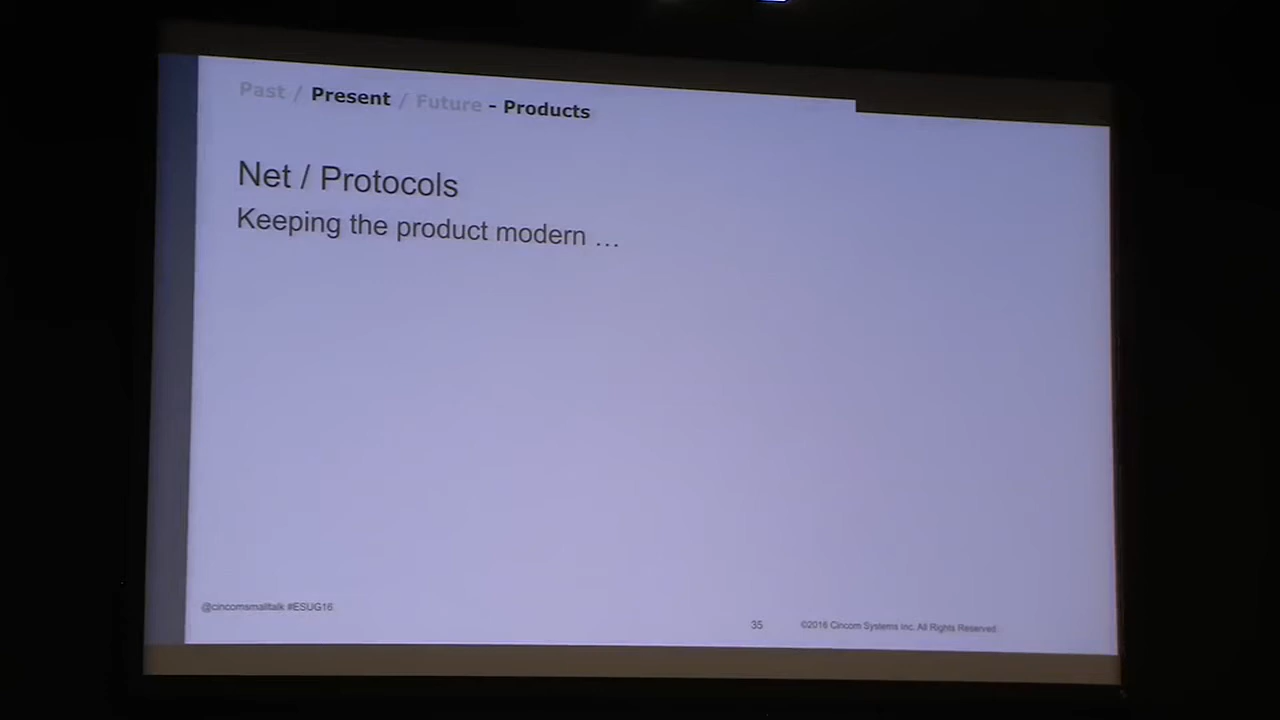 Past / Present / Future - Products
Net / Protocols
Keeping the product modern …
@cincomsmalltalk #ESUG16
35
©2016 Cincom Systems Inc. All Rights Reserved